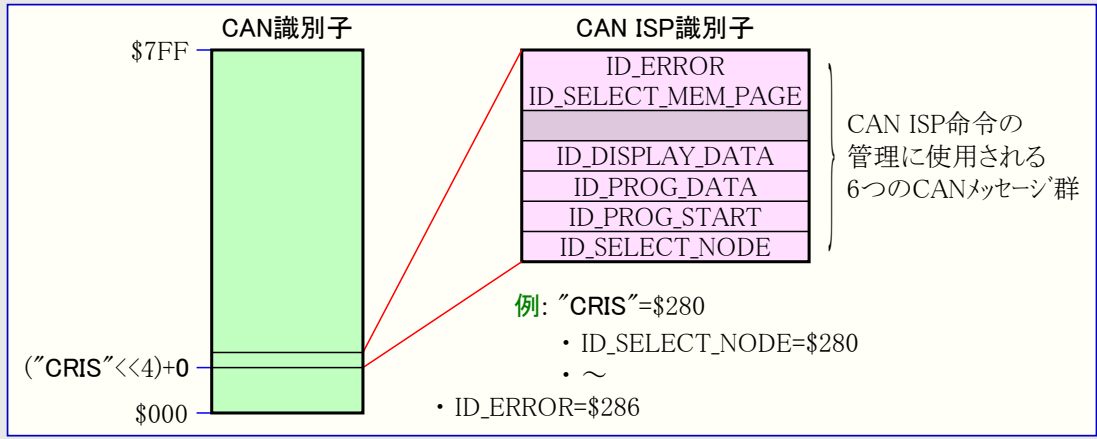 CAN識別子
CAN ISP識別子
$7FF
ID_ERROR
ID_SELECT_MEM_PAGE
ID_DISPLAY_DATA
ID_PROG_DATA
ID_PROG_START
ID_SELECT_NODE
CAN ISP命令の
管理に使用される
6つのCANメッセージ群
例: "CRIS"=$280
・ID_SELECT_NODE=$280
・~
("CRIS"<<4)+0
$000
・ID_ERROR=$286